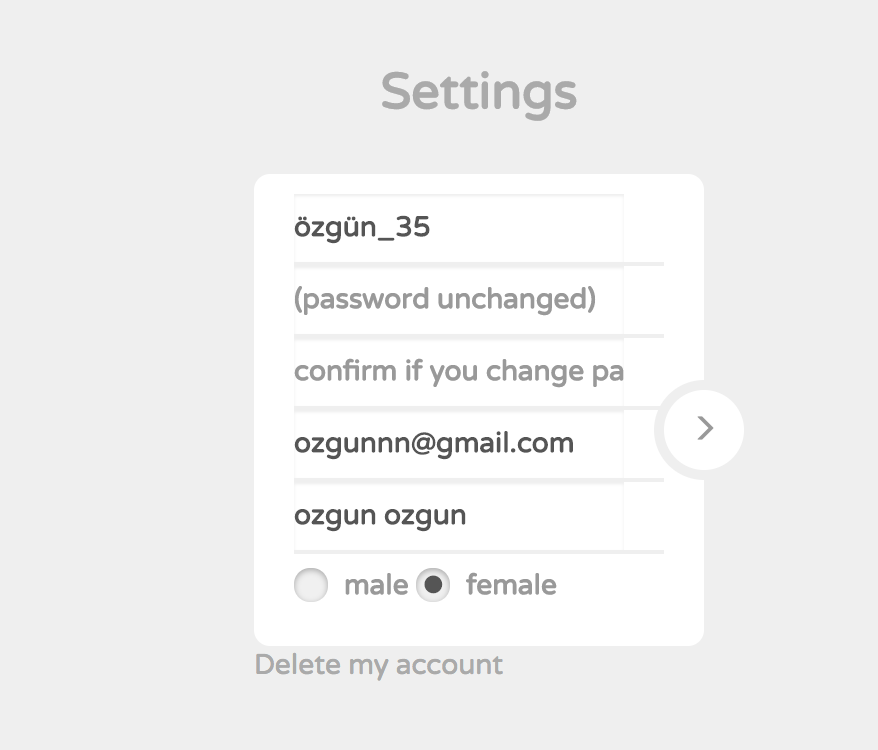 Settings
özgün_35
(password unchanged)
confirm if you change pa
ozgunnn@gmail.com
ozgun ozgun
male female
Delete my account